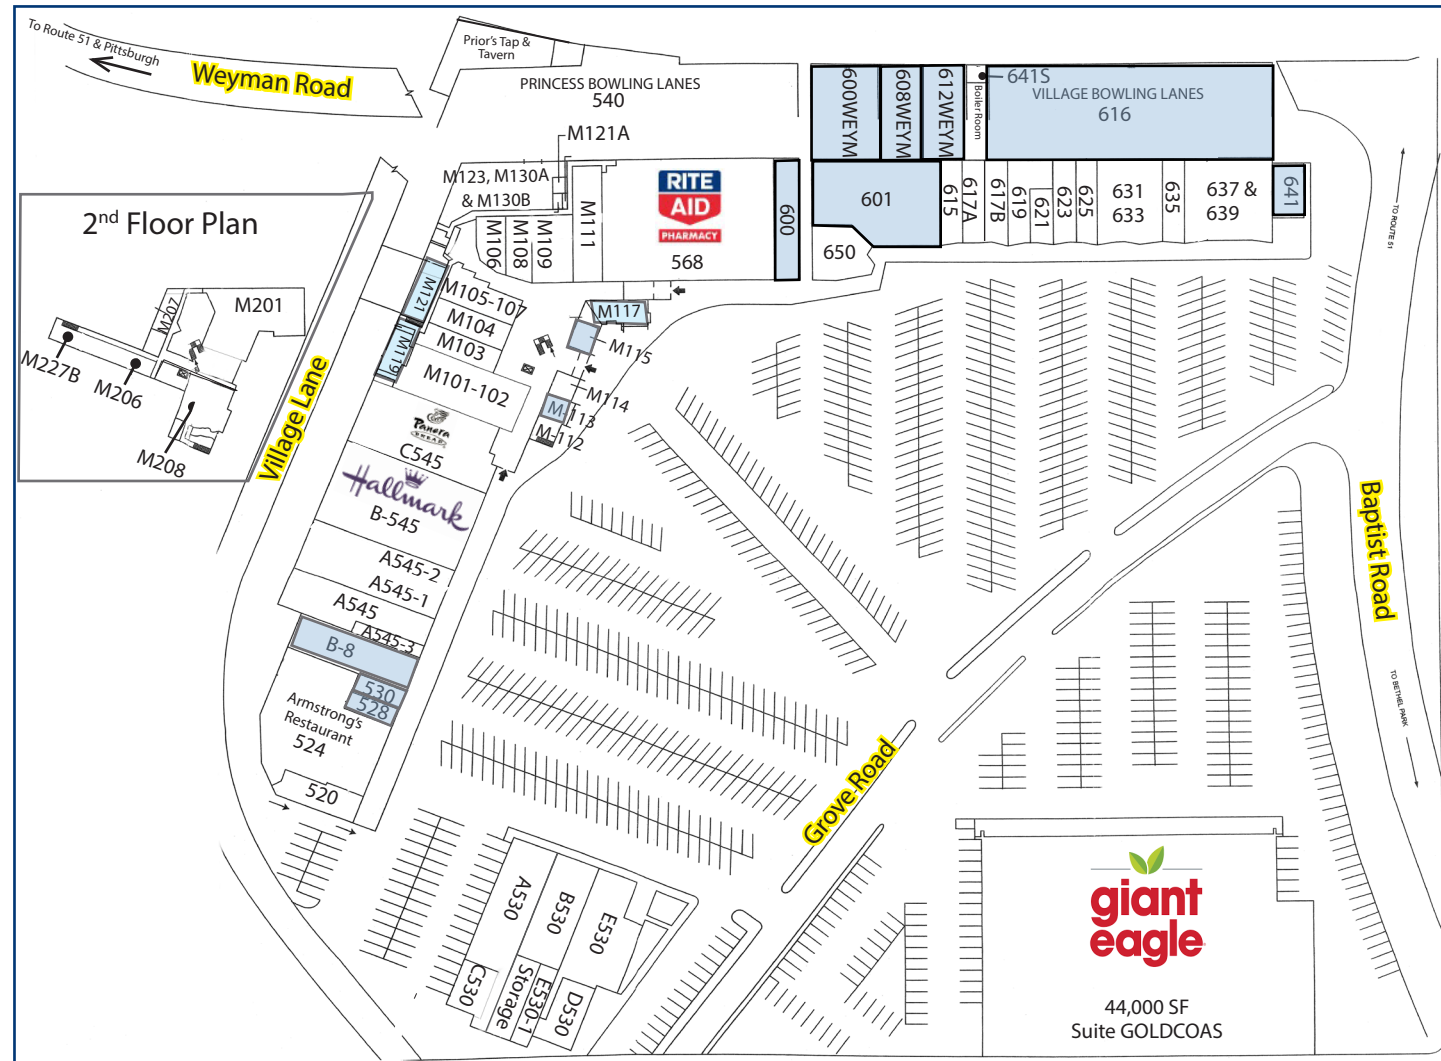 To Route 51 & Pittsburgh
Weyman Road
Prior's Tap &
Tavern
PRINCESS BOWLING LANES
540
600WEYM
608WEYM
612WEYM
Boiler Room
641S
VILLAGE BOWLING LANES
616
M121A
M123, M130A
& M130B
M106
M108
M109
M111
RITE
AID
PHARMACY
568
600
601
650
615
617A
617B
619
621
623
625
631
633
635
637 &
639
641
TO ROUTE 51
2nd Floor Plan
M207
M201
M227B
M206
M208
Village Lane
M121
M119
M105-107
M104
M103
M101-102
M117
M115
M114
M-113
M-112
Panera
BREAD
C545
Hallmark
B-545
A545-2
A545-1
A545
A545-3
B-8
530
528
Armstrong's
Restaurant
524
520
Baptist Road
TO BETHEL PARK
Grove Road
A530
B530
E530
C530
Storage
E530-1
D530
giant
eagle
44,000 SF
Suite GOLDCOAS